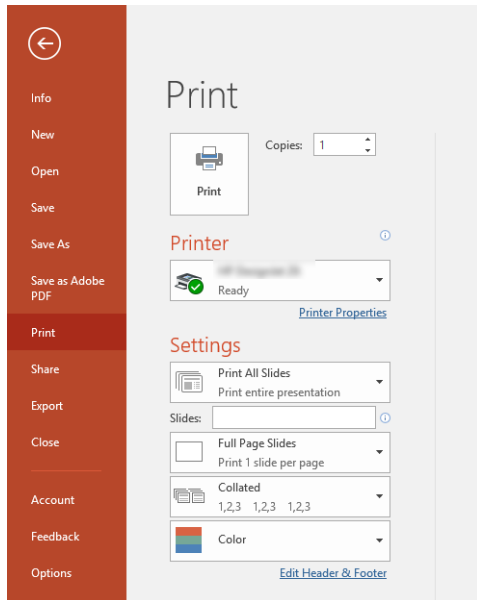 Info
New
Open
Save
Save As
Save as Adobe
PDF
Print
Share
Export
Close
Account
Feedback
Options
Print
Print
Copies: 1
Printer
Ready
Printer Properties
Settings
Print All Slides
Print entire presentation
Slides:
Full Page Slides
Print 1 slide per page
Collated
1,2,3 1,2,3 1,2,3
Color
Edit Header & Footer